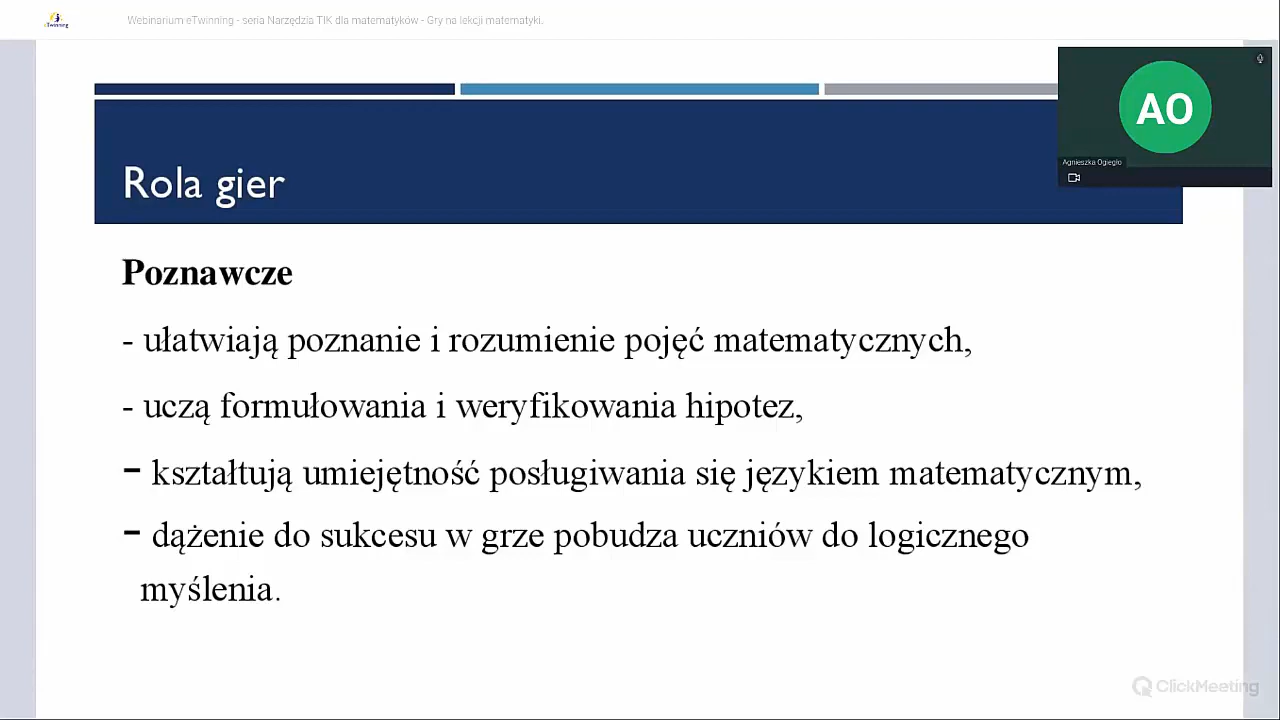 eTwinning
Webinarium eTwinning - seria Narzędzia TIK dla matematyków - Gry na lekcji matematyki.
AO
Agnieszka Ogiegło
Rola gier
Poznawcze
- ułatwiają poznanie i rozumienie pojęć matematycznych,
- uczą formułowania i weryfikowania hipotez,
− kształtują umiejętność posługiwania się językiem matematycznym,
− dążenie do sukcesu w grze pobudza uczniów do logicznego
myślenia.
ClickMeeting